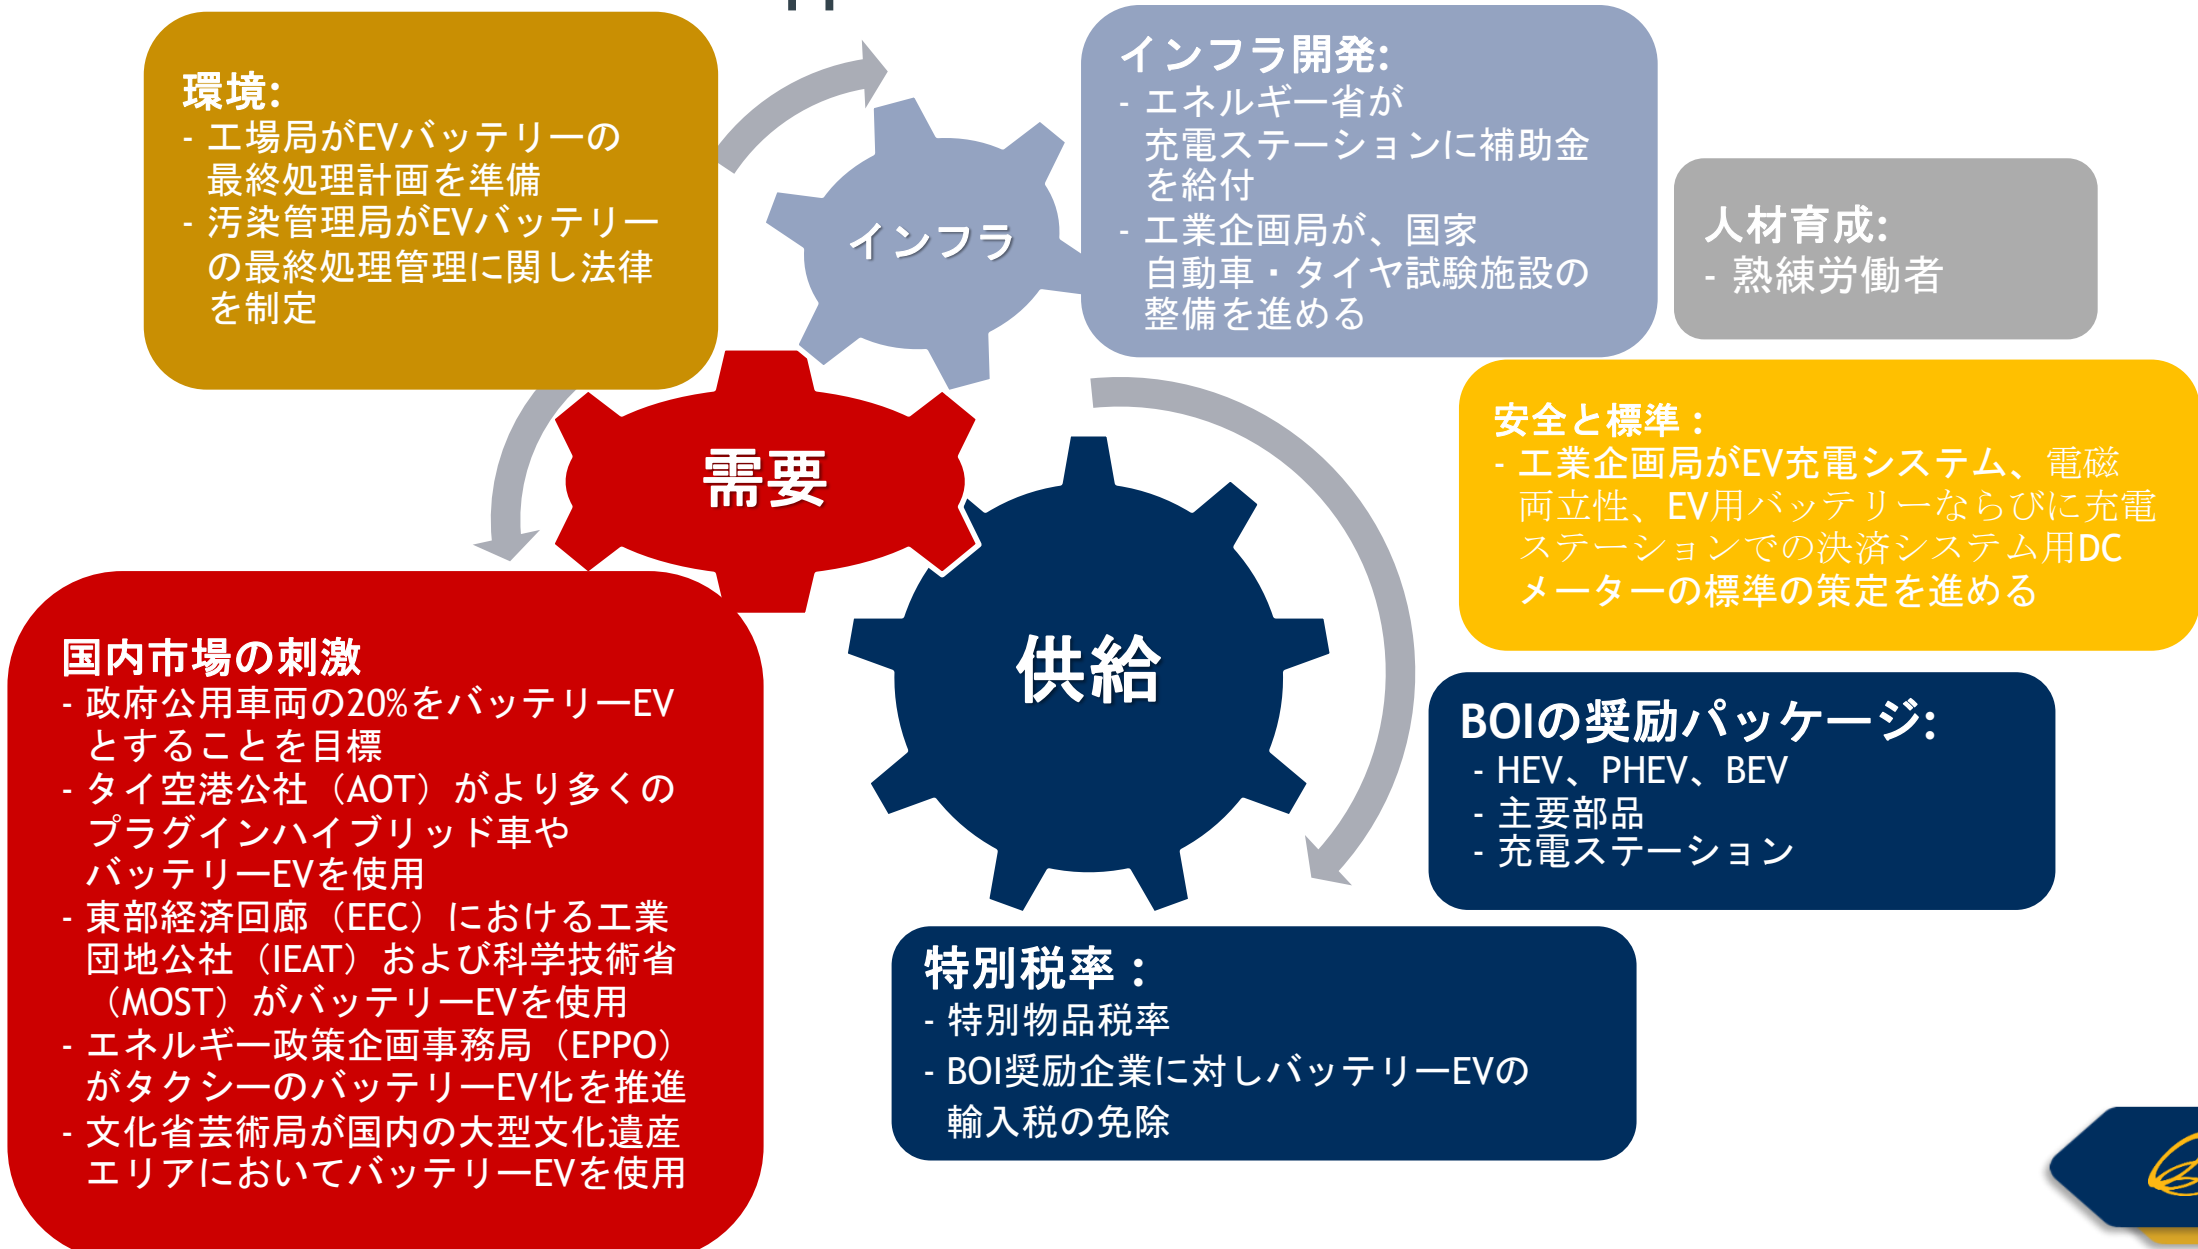 環境:
- 工場局がEVバッテリーの
最終処理計画を準備
- 汚染管理局がEVバッテリー
の最終処理管理に関し法律
を制定
インフラ
インフラ開発:
- エネルギー省が
充電ステーションに補助金
を給付
- 工業企画局が、国家
自動車・タイヤ試験施設の
整備を進める
人材育成:
- 熟練労働者
安全と標準：
- 工業企画局がEV充電システム、電磁
両立性、EV用バッテリーならびに充電
ステーションでの決済システム用DC
メーターの標準の策定を進める
需要
供給
国内市場の刺激
- 政府公用車両の20%をバッテリーEV
とすることを目標
- タイ空港公社（AOT）がより多くの
プラグインハイブリッド車や
バッテリーEVを使用
- 東部経済回廊（EEC）における工業
団地公社（IEAT）および科学技術省
（MOST）がバッテリーEVを使用
- エネルギー政策企画事務局（EPPO）
がタクシーのバッテリーEV化を推進
- 文化省芸術局が国内の大型文化遺産
エリアにおいてバッテリーEVを使用
BOIの奨励パッケージ:
- HEV、PHEV、BEV
- 主要部品
- 充電ステーション
特別税率：
- 特別物品税率
- BOI奨励企業に対しバッテリーEVの
輸入税の免除